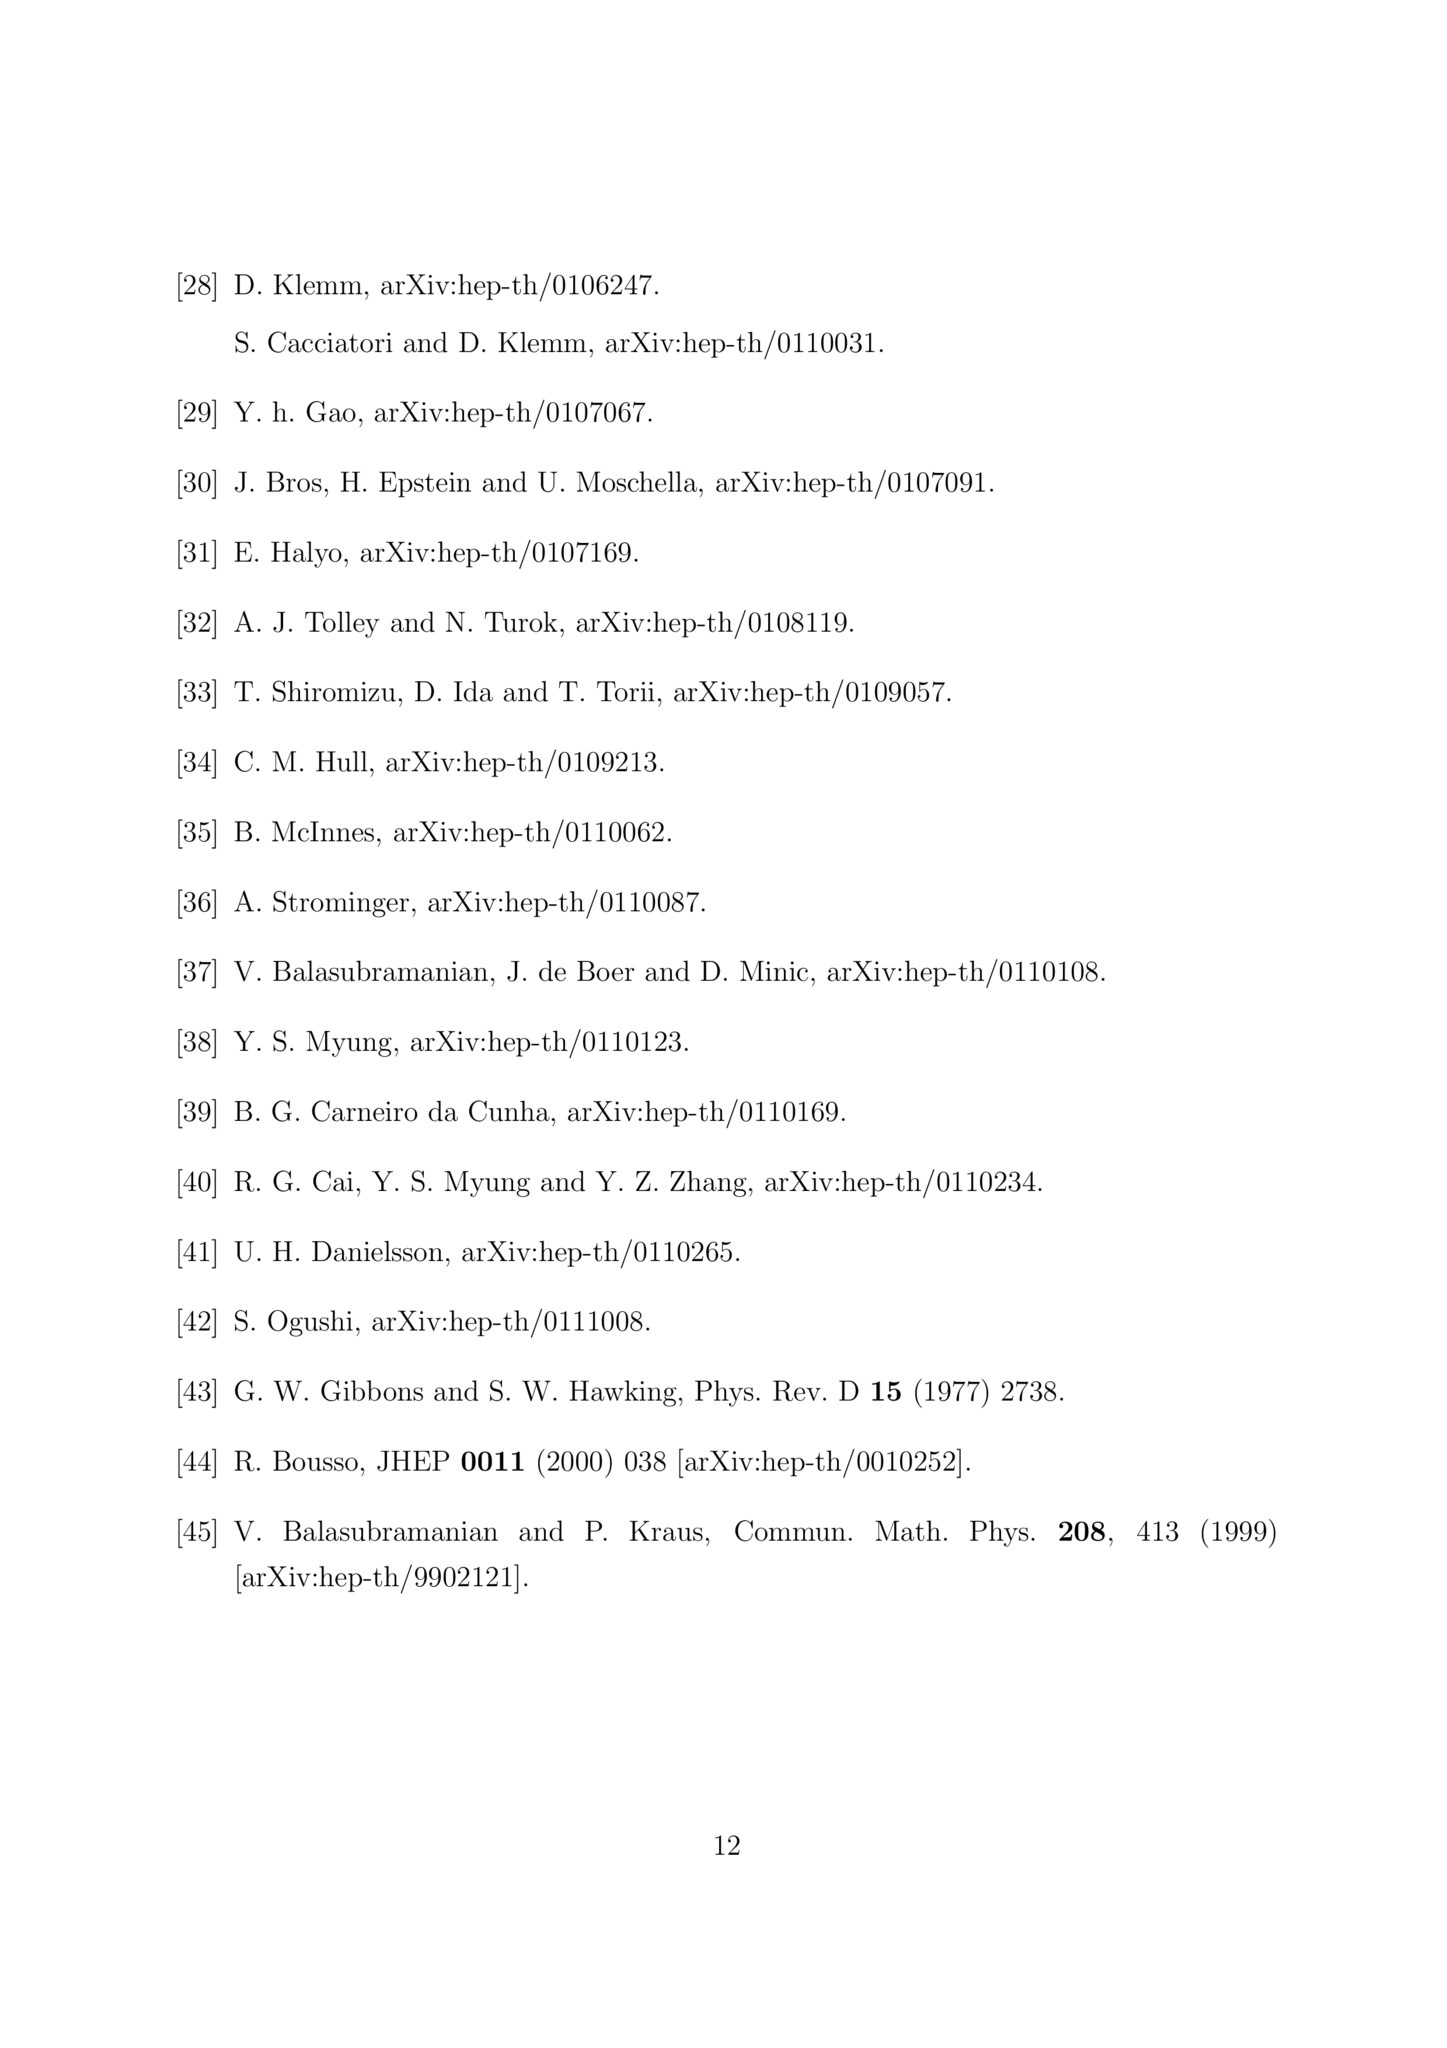 [28] D. Klemm, arXiv:hep-th/0106247.
S. Cacciatori and D. Klemm, arXiv:hep-th/0110031.
[29] Y. h. Gao, arXiv:hep-th/0107067.
[30] J. Bros, H. Epstein and U. Moschella, arXiv:hep-th/0107091.
[31] E. Halyo, arXiv:hep-th/0107169.
[32] A. J. Tolley and N. Turok, arXiv:hep-th/0108119.
[33] T. Shiromizu, D. Ida and T. Torii, arXiv:hep-th/0109057.
[34] C. M. Hull, arXiv:hep-th/0109213.
[35] B. McInnes, arXiv:hep-th/0110062.
[36] A. Strominger, arXiv:hep-th/0110087.
[37] V. Balasubramanian, J. de Boer and D. Minic, arXiv:hep-th/0110108.
[38] Y. S. Myung, arXiv:hep-th/0110123.
[39] B. G. Carneiro da Cunha, arXiv:hep-th/0110169.
[40] R. G. Cai, Y. S. Myung and Y. Z. Zhang, arXiv:hep-th/0110234.
[41] U. H. Danielsson, arXiv:hep-th/0110265.
[42] S. Ogushi, arXiv:hep-th/0111008.
[43] G. W. Gibbons and S. W. Hawking, Phys. Rev. D 15 (1977) 2738.
[44] R. Bousso, JHEP 0011 (2000) 038 [arXiv:hep-th/0010252].
[45] V. Balasubramanian and P. Kraus, Commun. Math. Phys. 208, 413 (1999)
[arXiv:hep-th/9902121].
12